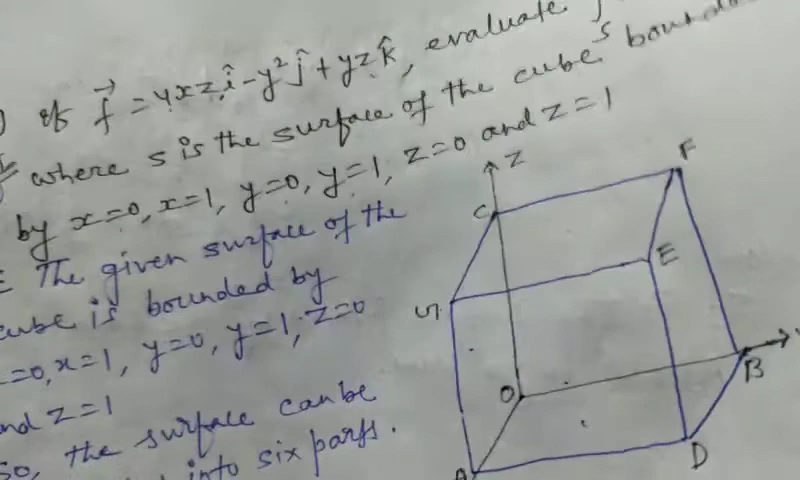 ) If f⃗ = 4xz î - y² ĵ + yz k̂, evaluate ∫
where s is the surface of the cube
by x=0, x=1, y=0, y=1, z=0 and z=1
The given surface of the
cube is bounded by
x=0, x=1, y=0, y=1, z=0
and z=1
So, the surface can be
into six parts.
Z
F
C
E
G
O
B
D
A